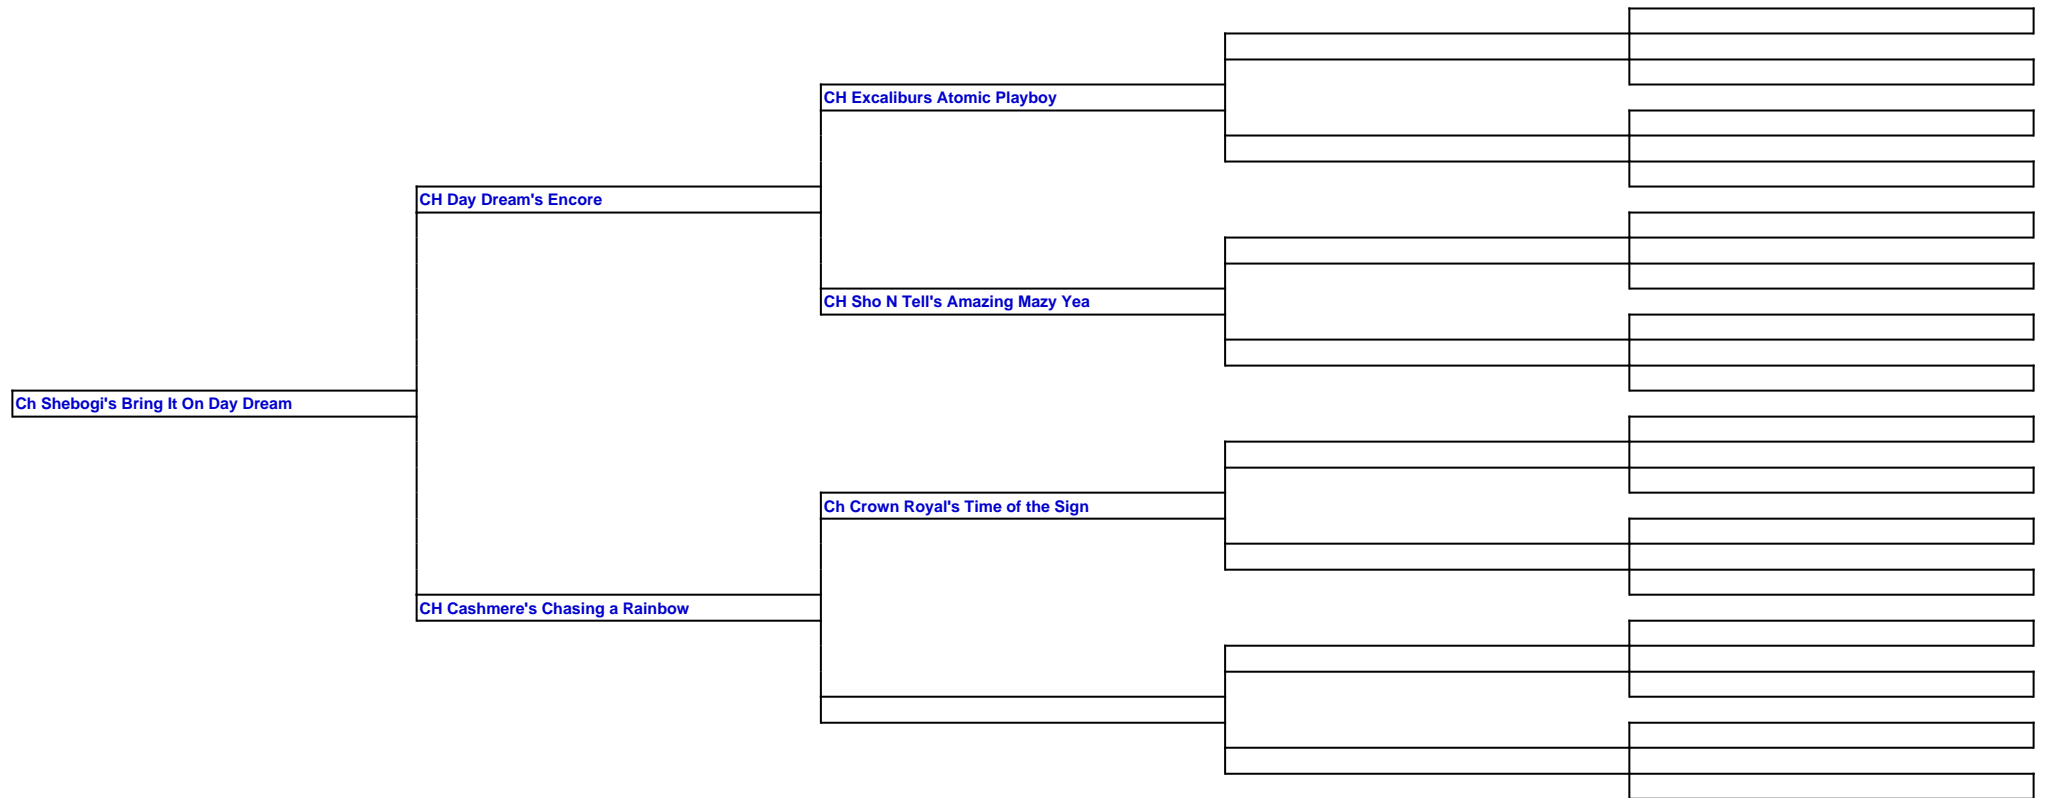 CH Excaliburs Atomic Playboy
CH Day Dream's Encore
CH Sho N Tell's Amazing Mazy Yea
Ch Shebogi's Bring It On Day Dream
Ch Crown Royal's Time of the Sign
CH Cashmere's Chasing a Rainbow